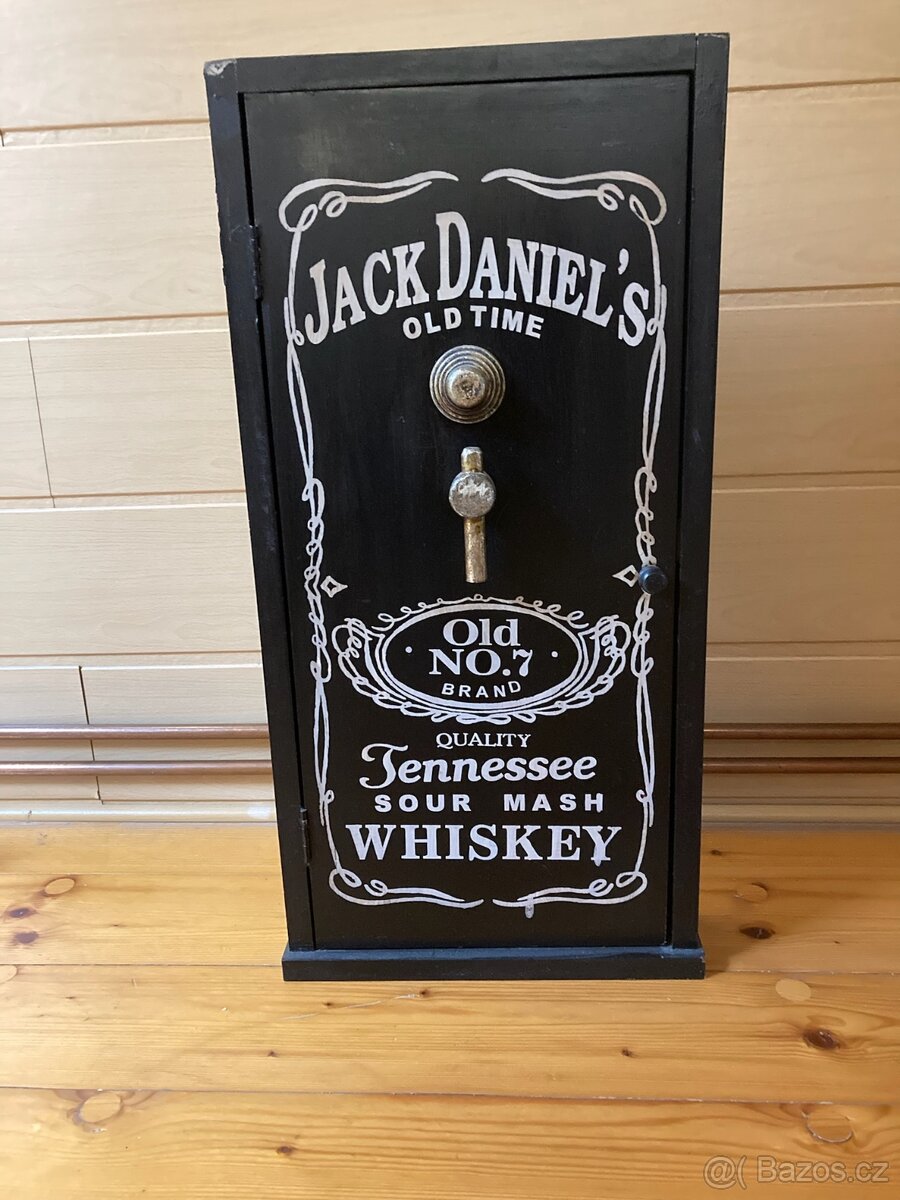 JACK DANIEL'S
OLD TIME
Old
NO.7
BRAND
QUALITY
Tennessee
SOUR MASH
WHISKEY
@( Bazos.cz